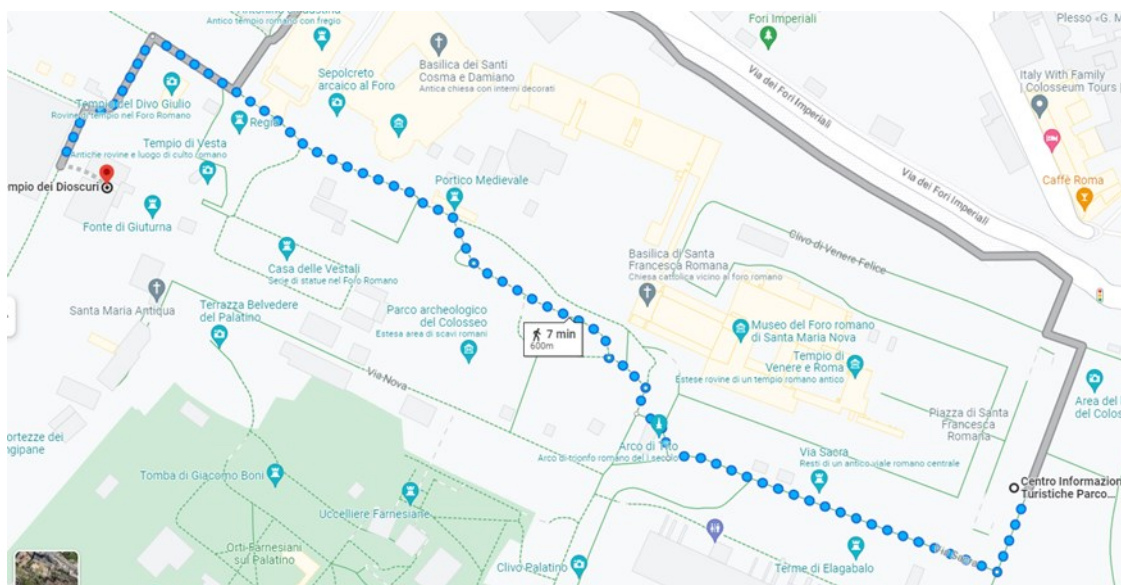 Fori Imperiali
Plesso «G. M
Antico tempio romano con fregio
Basilica dei Santi
Cosma e Damiano
Antica chiesa con interni decorati
Sepolcreto
arcaico al Foro
Via dei Fori Imperiali
Italy With Family
| Colosseum Tours |
Tempio del Divo Giulio
Rovine di tempio nel Foro Romano
Regia
Tempio di Vesta
Antiche rovine e luogo di culto romano
Portico Medievale
Via dei Fori Imperiali
Caffè Roma
mpio dei Dioscuri
Fonte di Giuturna
Clivo di Venere Felice
Casa delle Vestali
Serie di statue nel Foro Romano
Basilica di Santa
Francesca Romana
Chiesa cattolica vicino al foro romano
Santa Maria Antiqua
Terrazza Belvedere
del Palatino
Parco archeologico
del Colosseo
Estesa area di scavi romani
7 min
600m
Museo del Foro romano
di Santa Maria Nova
Tempio di
Venere e Roma
Estese rovine di un tempio romano antico
Via Nova
Area del
del Colos
Piazza di Santa
Francesca
Romana
ortezze dei
ngipane
Arco di Tito
Arco di trionfo romano del I secolo
Via Sacra
Resti di un antico viale romano centrale
Tomba di Giacomo Boni
Centro Informazion
Turistiche Parco...
Uccelliere Farnesiane
Orti Farnesiani
sul Palatino
Clivo Palatino
Via Sacra
Terme di Elagabalo